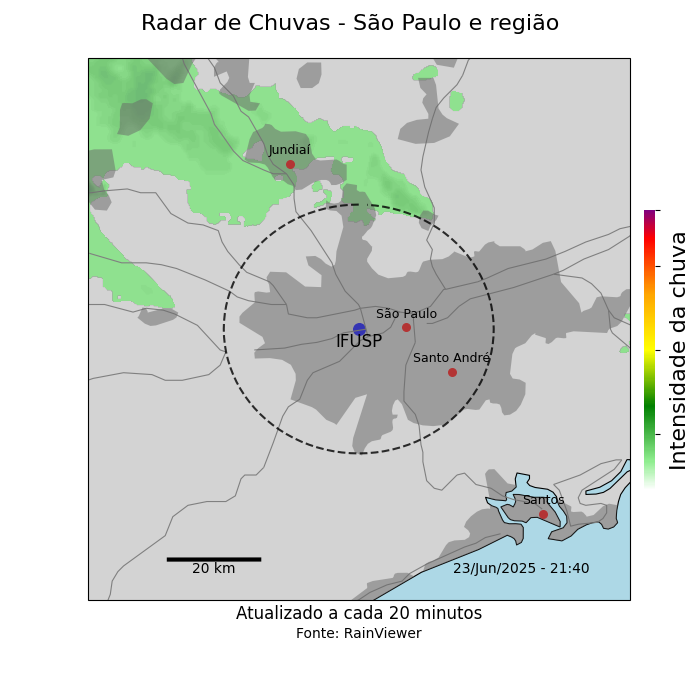 Radar de Chuvas - São Paulo e região
Jundiaí
São Paulo
IFUSP
Santo André
Santos
20 km
23/Jun/2025 - 21:40
Intensidade da chuva
Atualizado a cada 20 minutos
Fonte: RainViewer